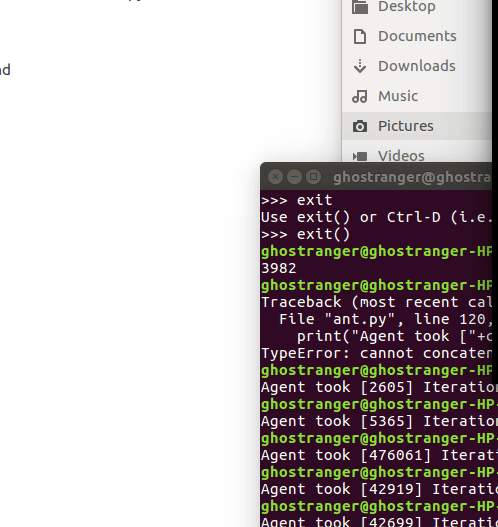 Desktop
nd
Documents
Downloads
Music
Pictures
Videos
ghostranger@ghostra
>>> exit
Use exit() or Ctrl-D (i.e.
>>> exit()
ghostranger@ghostranger-HP
3982
ghostranger@ghostranger-HP
Traceback (most recent cal
File "ant.py", line 120,
print("Agent took ["+c
TypeError: cannot concaten
ghostranger@ghostranger-HP
Agent took [2605] Iteration
ghostranger@ghostranger-HP-
Agent took [5365] Iteration
ghostranger@ghostranger-HP-
Agent took [476061] Iterati
ghostranger@ghostranger-HP-
Agent took [42919] Iteratio
ghostranger@ghostranger-HP-
Agent took [42699] Iteratio